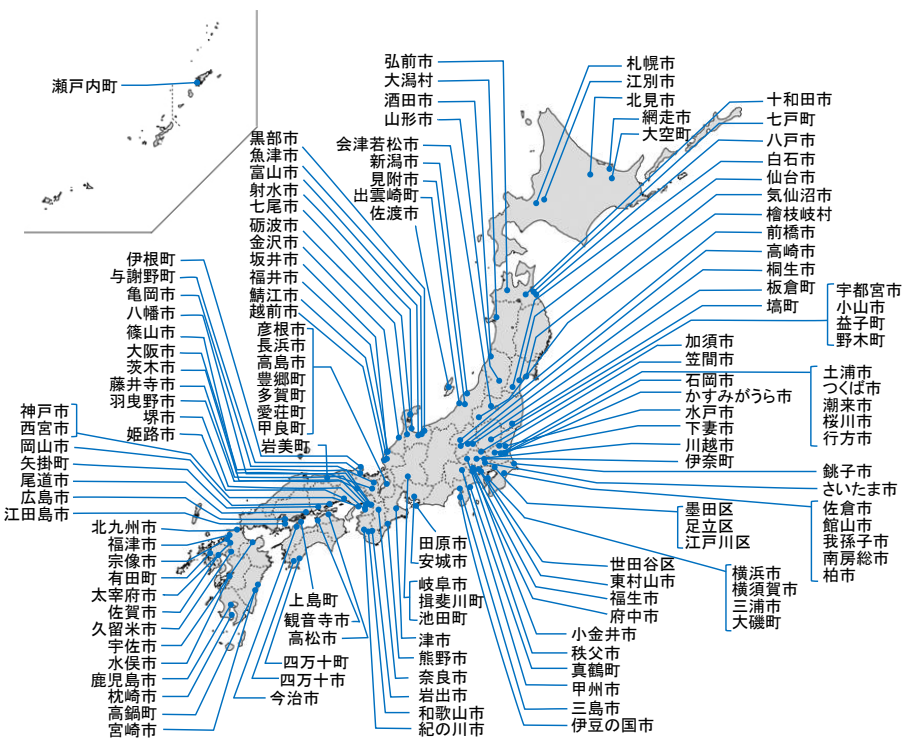 瀬戸内町
弘前市
大潟村
酒田市
山形市
会津若松市
新潟市
見附市
出雲崎町
佐渡市
札幌市
江別市
北見市
網走市
大空町
十和田市
七戸町
八戸市
白石市
仙台市
気仙沼市
檜枝岐村
前橋市
高崎市
桐生市
板倉町
塙町
宇都宮市
小山市
益子町
野木町
黒部市
魚津市
富山市
射水市
七尾市
砺波市
金沢市
坂井市
福井市
鯖江市
越前市
彦根市
長浜市
高島市
豊郷町
多賀町
愛荘町
甲良町
岩美町
伊根町
与謝野町
亀岡市
八幡市
篠山市
大阪市
茨木市
藤井寺市
羽曳野市
堺市
姫路市
神戸市
西宮市
岡山市
矢掛町
尾道市
広島市
江田島市
北九州市
福津市
宗像市
有田町
太宰府市
佐賀市
久留米市
宇佐市
水俣市
鹿児島市
枕崎市
高鍋町
宮崎市
加須市
笠間市
石岡市
かすみがうら市
水戸市
下妻市
川越市
伊奈町
土浦市
つくば市
潮来市
桜川市
行方市
銚子市
さいたま市
佐倉市
館山市
我孫子市
南房総市
柏市
墨田区
足立区
江戸川区
横浜市
横須賀市
三浦市
大磯町
世田谷区
東村山市
福生市
府中市
小金井市
秩父市
真鶴町
甲州市
三島市
伊豆の国市
田原市
安城市
岐阜市
揖斐川町
池田町
津市
熊野市
奈良市
岩出市
和歌山市
紀の川市
上島町
観音寺市
高松市
四万十町
四万十市
今治市